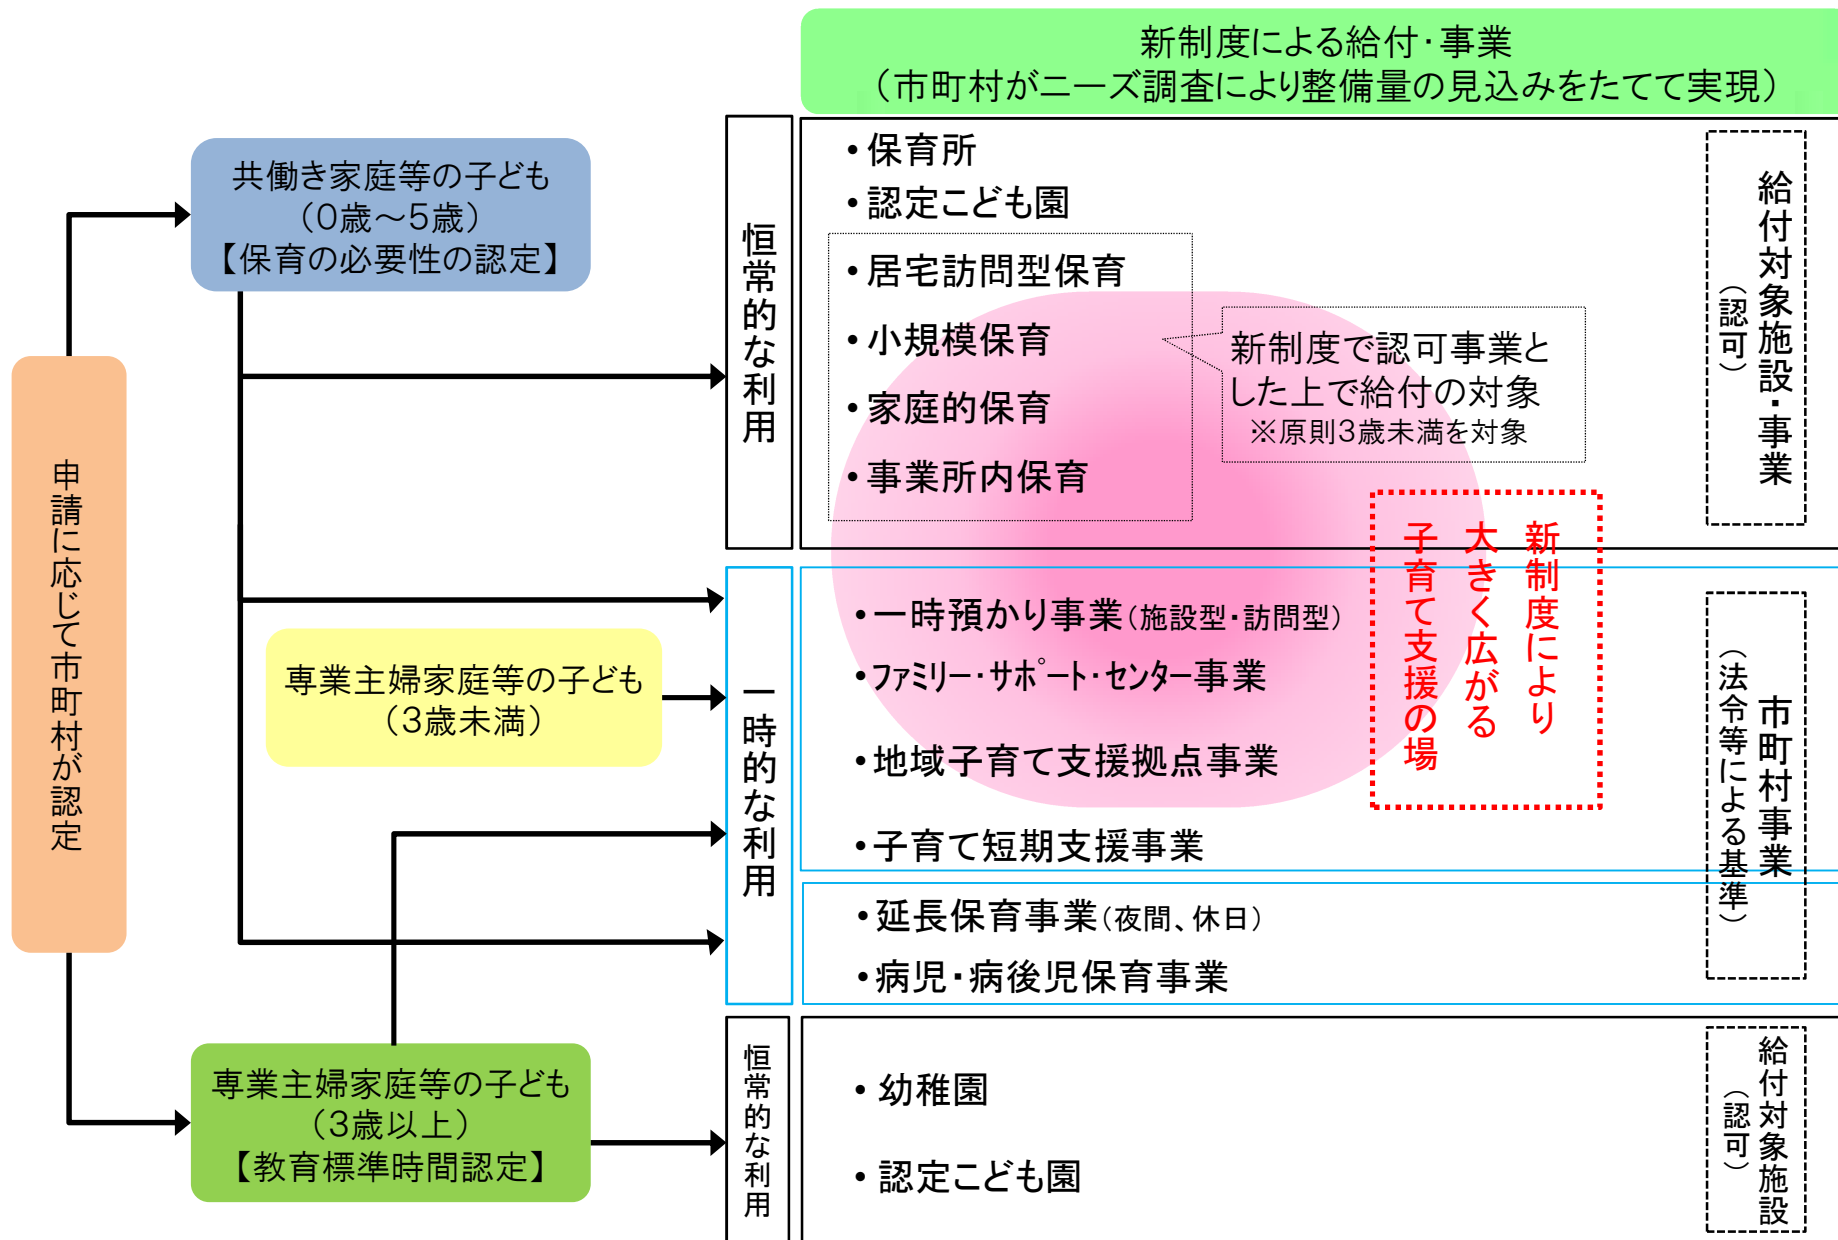 新制度による給付・事業
（市町村がニーズ調査により整備量の見込みをたてて実現）
申請に応じて市町村が認定
共働き家庭等の子ども
（0歳～5歳）
【保育の必要性の認定】
専業主婦家庭等の子ども
（3歳未満）
専業主婦家庭等の子ども
（3歳以上）
【教育標準時間認定】
恒常的な利用
・保育所
・認定こども園
・居宅訪問型保育
・小規模保育
・家庭的保育
・事業所内保育
新制度で認可事業と
した上で給付の対象
※原則3歳未満を対象
給付対象施設・事業
（認可）
新制度により
大きく広がる
子育て支援の場
一時的な利用
・一時預かり事業（施設型・訪問型）
・ファミリー・サポート・センター事業
・地域子育て支援拠点事業
・子育て短期支援事業
・延長保育事業（夜間、休日）
・病児・病後児保育事業
市町村事業
（法令等による基準）
恒常的な利用
・幼稚園
・認定こども園
給付対象施設
（認可）